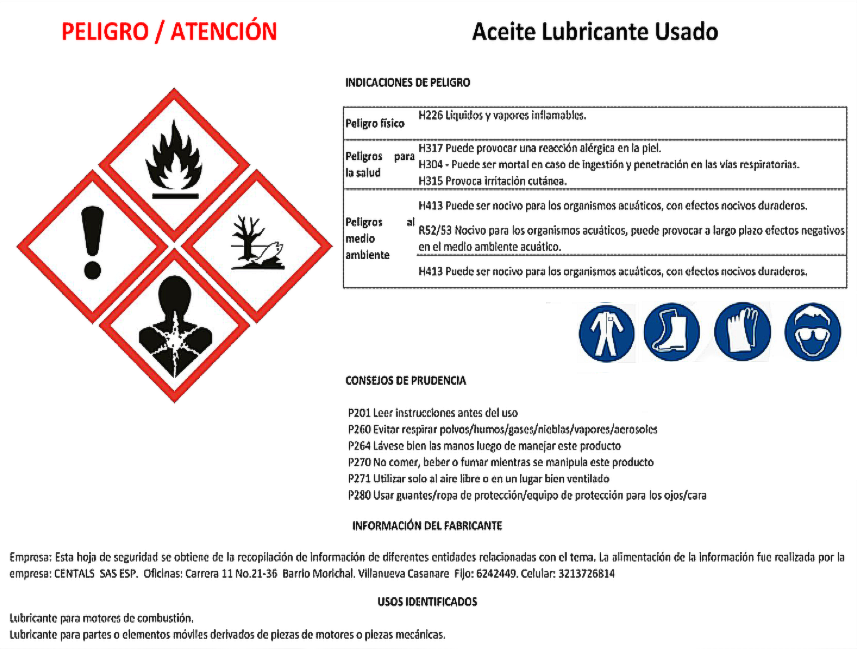 PELIGRO / ATENCIÓN
Aceite Lubricante Usado
INDICACIONES DE PELIGRO
Peligro físico
H226 Liquidos y vapores inflamables.
Peligros para
la salud
H317 Puede provocar una reacción alérgica en la piel.
H304 - Puede ser mortal en caso de ingestión y penetración en las vías respiratorias.
H315 Provoca irritación cutánea.
Peligros al
medio
ambiente
H413 Puede ser nocivo para los organismos acuáticos, con efectos nocivos duraderos.
R52/53 Nocivo para los organismos acuáticos, puede provocar a largo plazo efectos negativos
en el medio ambiente acuático.
H413 Puede ser nocivo para los organismos acuáticos, con efectos nocivos duraderos.
CONSEJOS DE PRUDENCIA
P201 Leer instrucciones antes del uso
P260 Evitar respirar polvos/humos/gases/nieblas/vapores/aerosoles
P264 Lávese bien las manos luego de manejar este producto
P270 No comer, beber o fumar mientras se manipula este producto
P271 Utilizar solo al aire libre o en un lugar bien ventilado
P280 Usar guantes/ropa de protección/equipo de protección para los ojos/cara
INFORMACIÓN DEL FABRICANTE
Empresa: Esta hoja de seguridad se obtiene de la recopilación de información de diferentes entidades relacionadas con el tema. La alimentación de la información fue realizada por la
empresa: CENTALS SAS ESP. Oficinas: Carrera 11 No.21-36 Barrio Morichal. Villanueva Casanare Fijo: 6242449. Celular: 3213726814
USOS IDENTIFICADOS
Lubricante para motores de combustión.
Lubricante para partes o elementos móviles derivados de piezas de motores o piezas mecánicas.